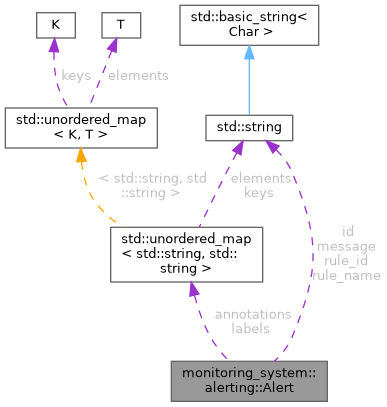 K
T
std::basic_string<
Char >
keys
elements
std::unordered_map
< K, T >
std::string
< std::string, std
::string >
elements
keys
std::unordered_map
< std::string, std::
string >
id
message
rule_id
rule_name
annotations
labels
monitoring_system::
alerting::Alert